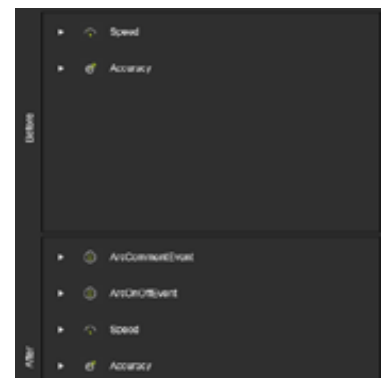 Before
Speed
Accuracy
After
ArcCommentEvent
ArcOnOffEvent
Speed
Accuracy